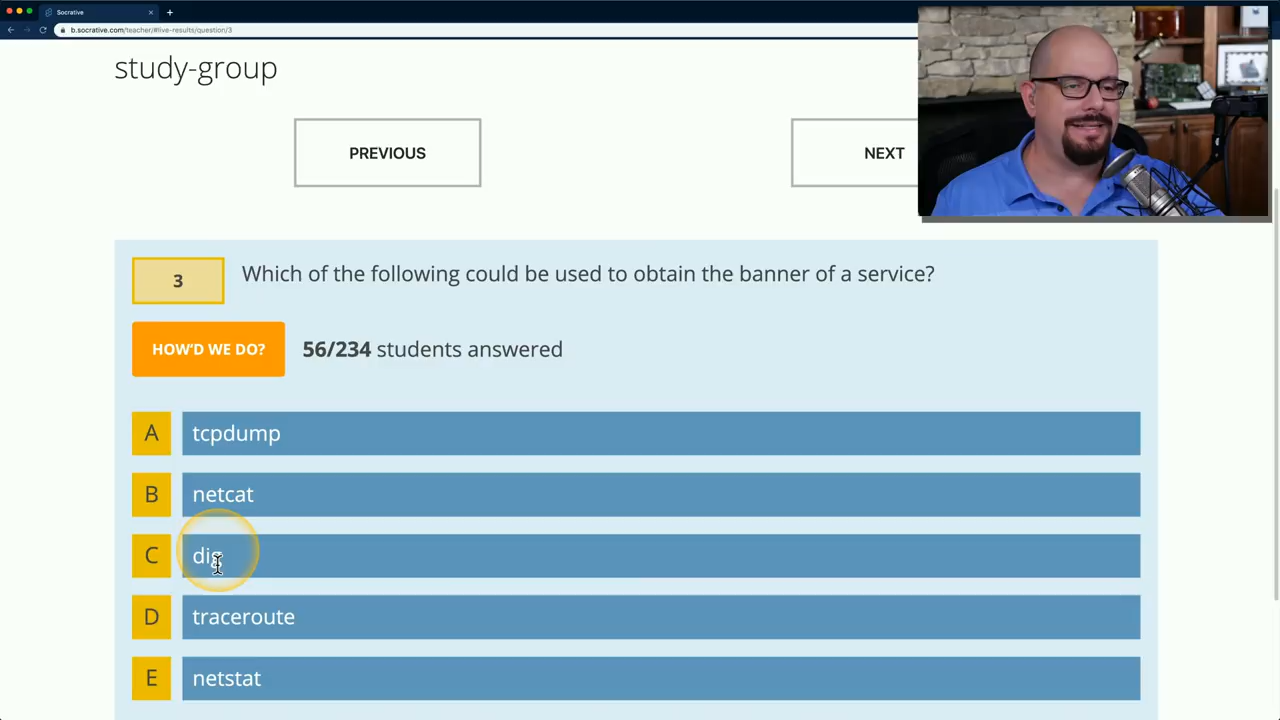 Socrative
b.socrative.com/teacher/#live-results/question/3
study-group
PREVIOUS
NEXT
3
Which of the following could be used to obtain the banner of a service?
HOW'D WE DO?
56/234 students answered
A
tcpdump
B
netcat
C
dig
D
traceroute
E
netstat